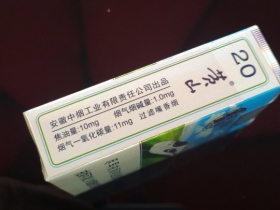 20
黄山
安徽中烟工业有限责任公司出品
焦油量:10mg 烟气烟碱量:1.0mg
烟气一氧化碳量:11mg 过滤嘴香烟